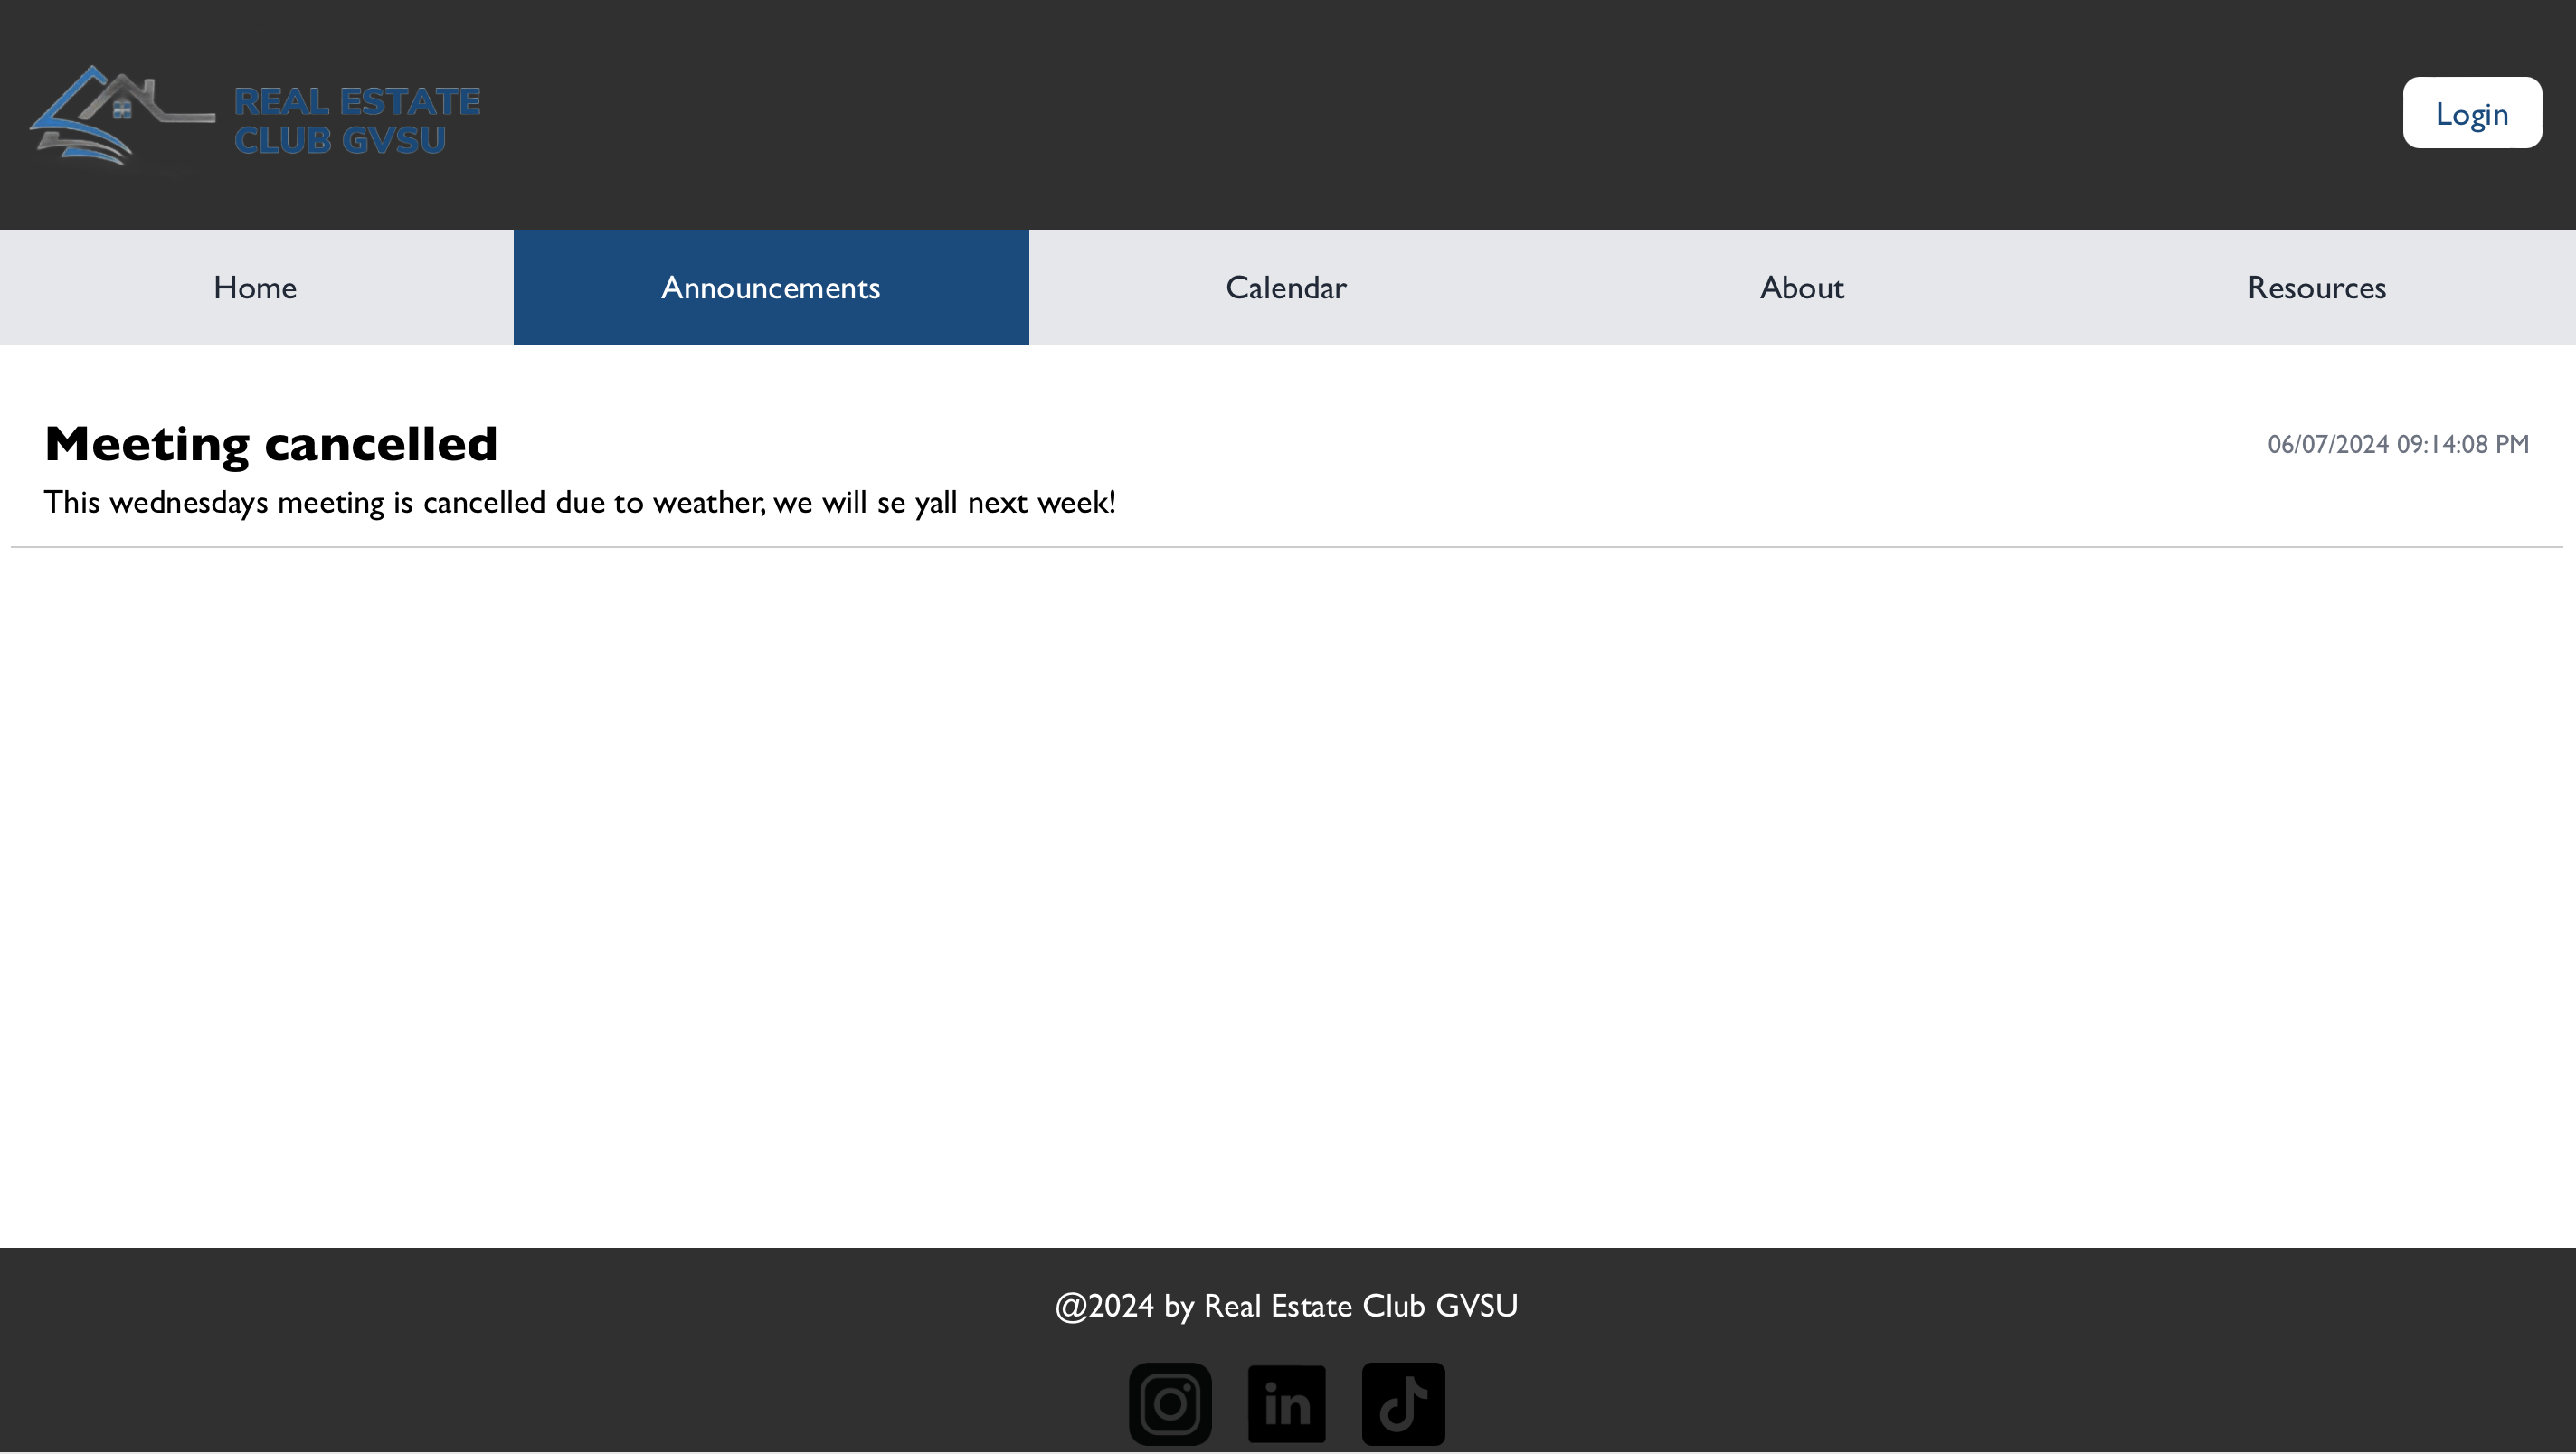 REAL ESTATE
CLUB GVSU
Login
Home
Announcements
Calendar
About
Resources
Meeting cancelled
06/07/2024 09:14:08 PM
This wednesdays meeting is cancelled due to weather, we will se yall next week!
@2024 by Real Estate Club GVSU
in